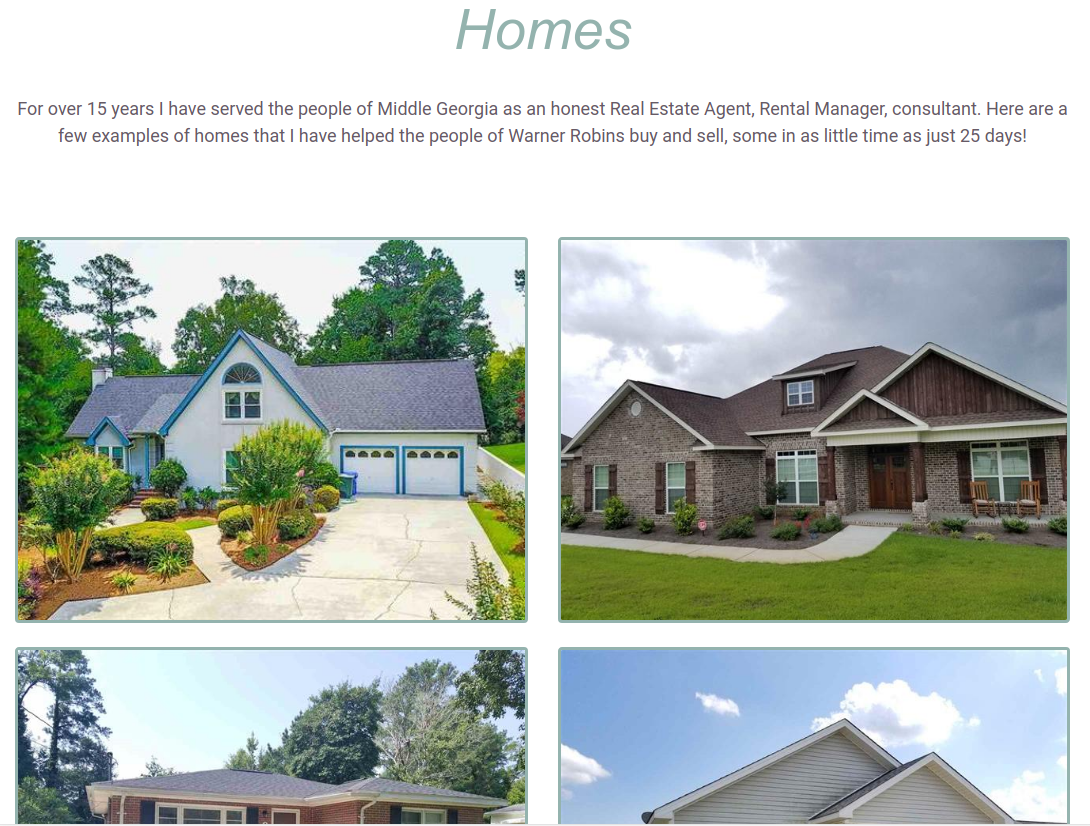 Homes
For over 15 years I have served the people of Middle Georgia as an honest Real Estate Agent, Rental Manager, consultant. Here are a
few examples of homes that I have helped the people of Warner Robins buy and sell, some in as little time as just 25 days!